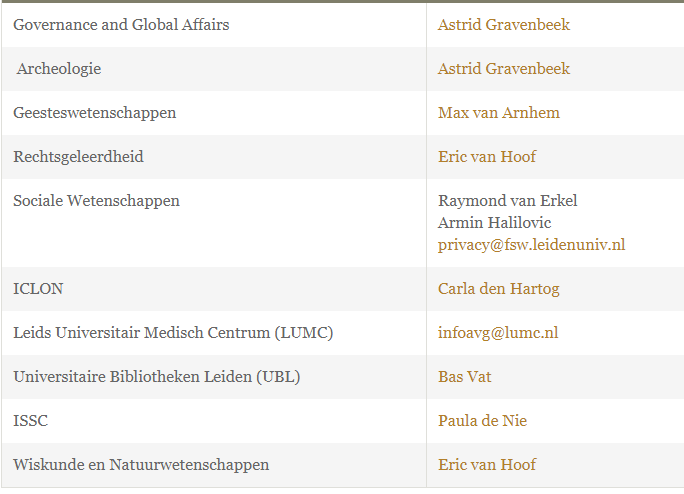 Governance and Global Affairs
Astrid Gravenbeek
Archeologie
Astrid Gravenbeek
Geesteswetenschappen
Max van Arnhem
Rechtsgeleerdheid
Eric van Hoof
Sociale Wetenschappen
Raymond van Erkel
Armin Halilovic
privacy@fsw.leidenuniv.nl
ICLON
Carla den Hartog
Leids Universitair Medisch Centrum (LUMC)
infoavg@lumc.nl
Universitaire Bibliotheken Leiden (UBL)
Bas Vat
ISSC
Paula de Nie
Wiskunde en Natuurwetenschappen
Eric van Hoof